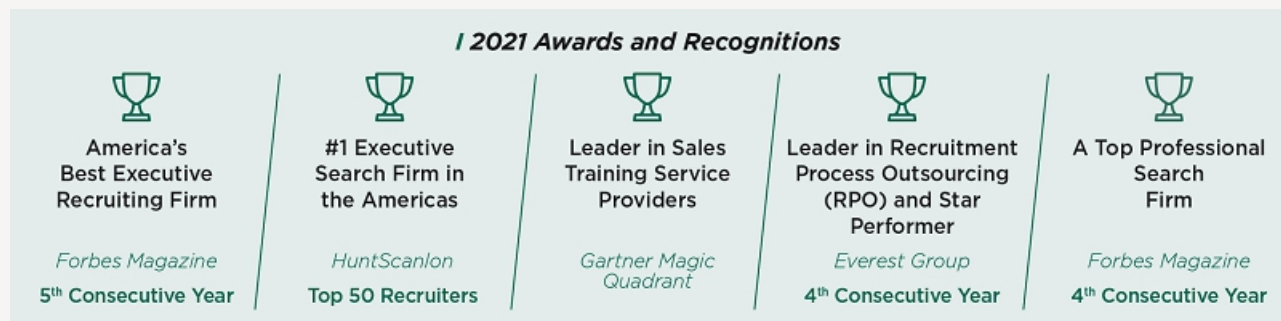 2021 Awards and Recognitions
America's
Best Executive
Recruiting Firm
Forbes Magazine
5th Consecutive Year
#1 Executive
Search Firm in
the Americas
HuntScanlon
Top 50 Recruiters
Leader in Sales
Training Service
Providers
Gartner Magic
Quadrant
Leader in Recruitment
Process Outsourcing
(RPO) and Star
Performer
Everest Group
4th Consecutive Year
A Top Professional
Search
Firm
Forbes Magazine
4th Consecutive Year